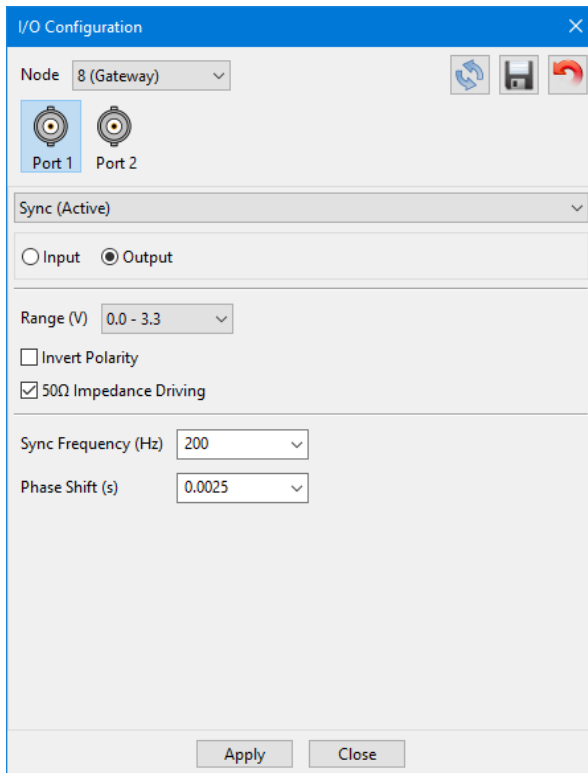 I/O Configuration
Node 8 (Gateway)
Port 1 Port 2
Sync (Active)
Input Output
Range (V) 0.0 - 3.3
Invert Polarity
50Ω Impedance Driving
Sync Frequency (Hz) 200
Phase Shift (s) 0.0025
Apply Close